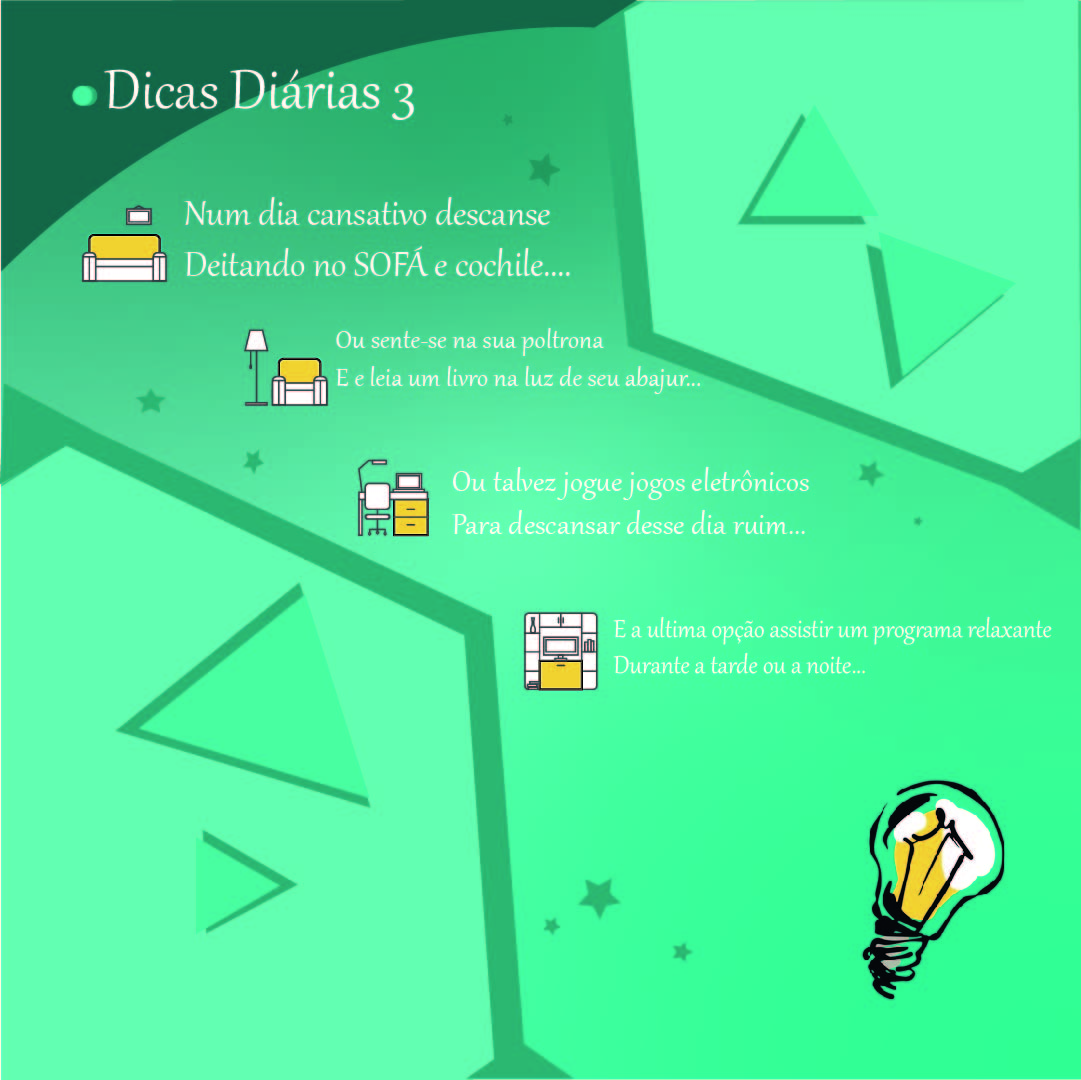 Dicas Diárias 3
Num dia cansativo descanse
Deitando no SOFÁ e cochile....
Ou sente-se na sua poltrona
E e leia um livro na luz de seu abajur...
Ou talvez jogue jogos eletrônicos
Para descansar desse dia ruim...
E a ultima opção assistir um programa relaxante
Durante a tarde ou a noite...